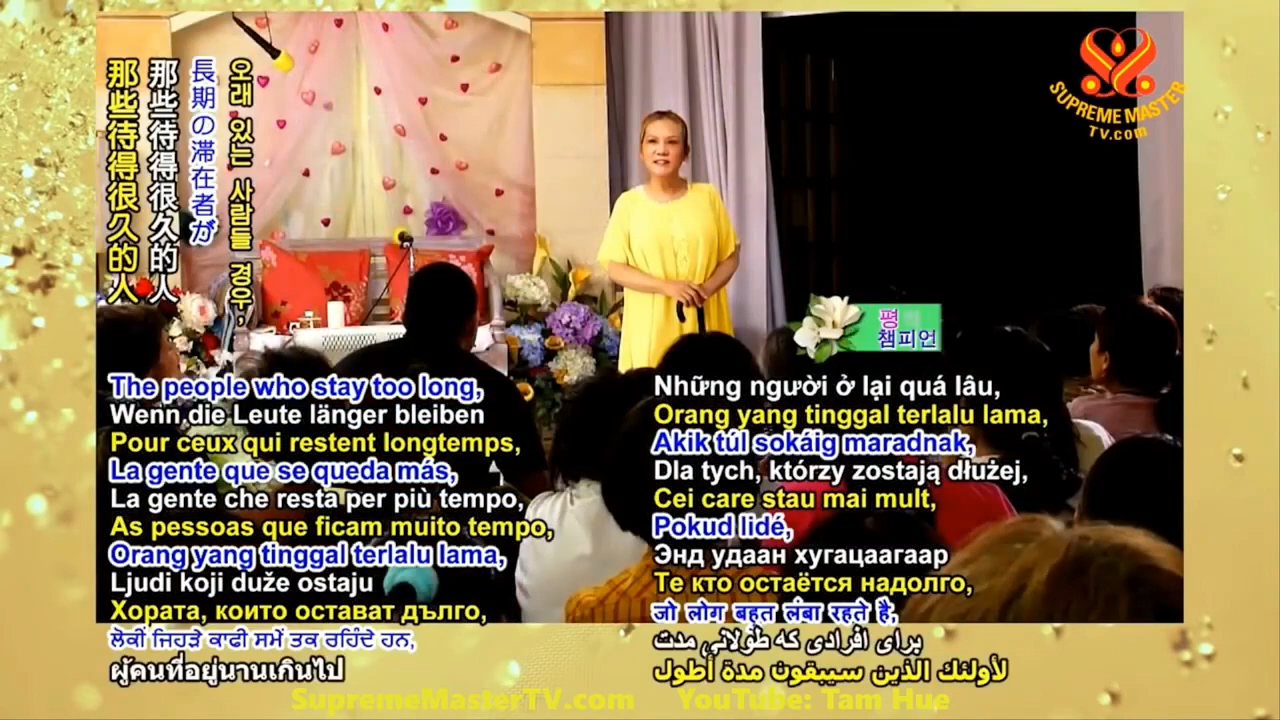 那些待得很久的人
那些待得很久的人
長期の滞在者が
오래 있는 사람들 경우,
SUPREME MASTER
TV.com
챔피언
The people who stay too long,
Wenn die Leute länger bleiben
Pour ceux qui restent longtemps,
La gente que se queda más,
La gente che resta per più tempo,
As pessoas que ficam muito tempo,
Orang yang tinggal terlalu lama,
Ljudi koji duže ostaju
Хората, които остават дълго,
ਲੋਕੀਂ ਜਿਹੜੇ ਕਾਫੀ ਸਮੇਂ ਤਕ ਰਹਿੰਦੇ ਹਨ,
ผู้คนที่อยู่นานเกินไป
Những người ở lại quá lâu,
Orang yang tinggal terlalu lama,
Akik túl sokáig maradnak,
Dla tych, którzy zostają dłużej,
Cei care stau mai mult,
Pokud lidé,
Энд удаан хугацаагаар
Те кто остаётся надолго,
जो लोग बहुत लंबा रहते है,
برای افرادی که طولانی مدت
لأولئك الذين سيبقون مدة أطول
SupremeMasterTV.com YouTube: Tam Hue